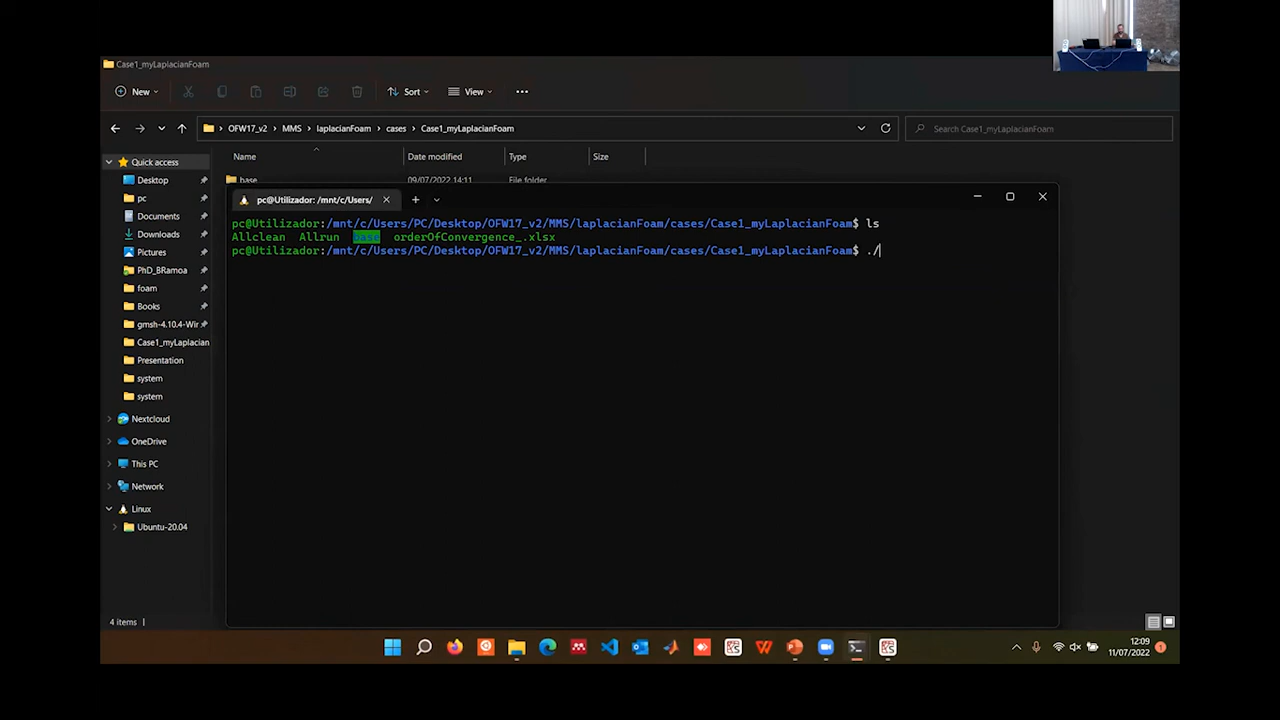 Case1_myLaplacianFoam
New
Sort
View
OFW17_v2 MMS laplacianFoam cases Case1_myLaplacianFoam
Search Case1_myLaplacianFoam
Quick access
Name Date modified Type Size
Desktop
base 09/07/2022 14:11 File folder
pc
Documents
Downloads
Pictures
PhD_BRamoa
foam
Books
gmsh-4.10.4-Wir
Case1_myLaplacian
Presentation
system
system
Nextcloud
OneDrive
This PC
Network
Linux
Ubuntu-20.04
4 items
pc@Utilizador: /mnt/c/Users/
pc@Utilizador:/mnt/c/Users/PC/Desktop/OFW17_v2/MMS/laplacianFoam/cases/Case1_myLaplacianFoam$ ls
Allclean Allrun base orderOfConvergence_.xlsx
pc@Utilizador:/mnt/c/Users/PC/Desktop/OFW17_v2/MMS/laplacianFoam/cases/Case1_myLaplacianFoam$ ./
12:09
11/07/2022
1